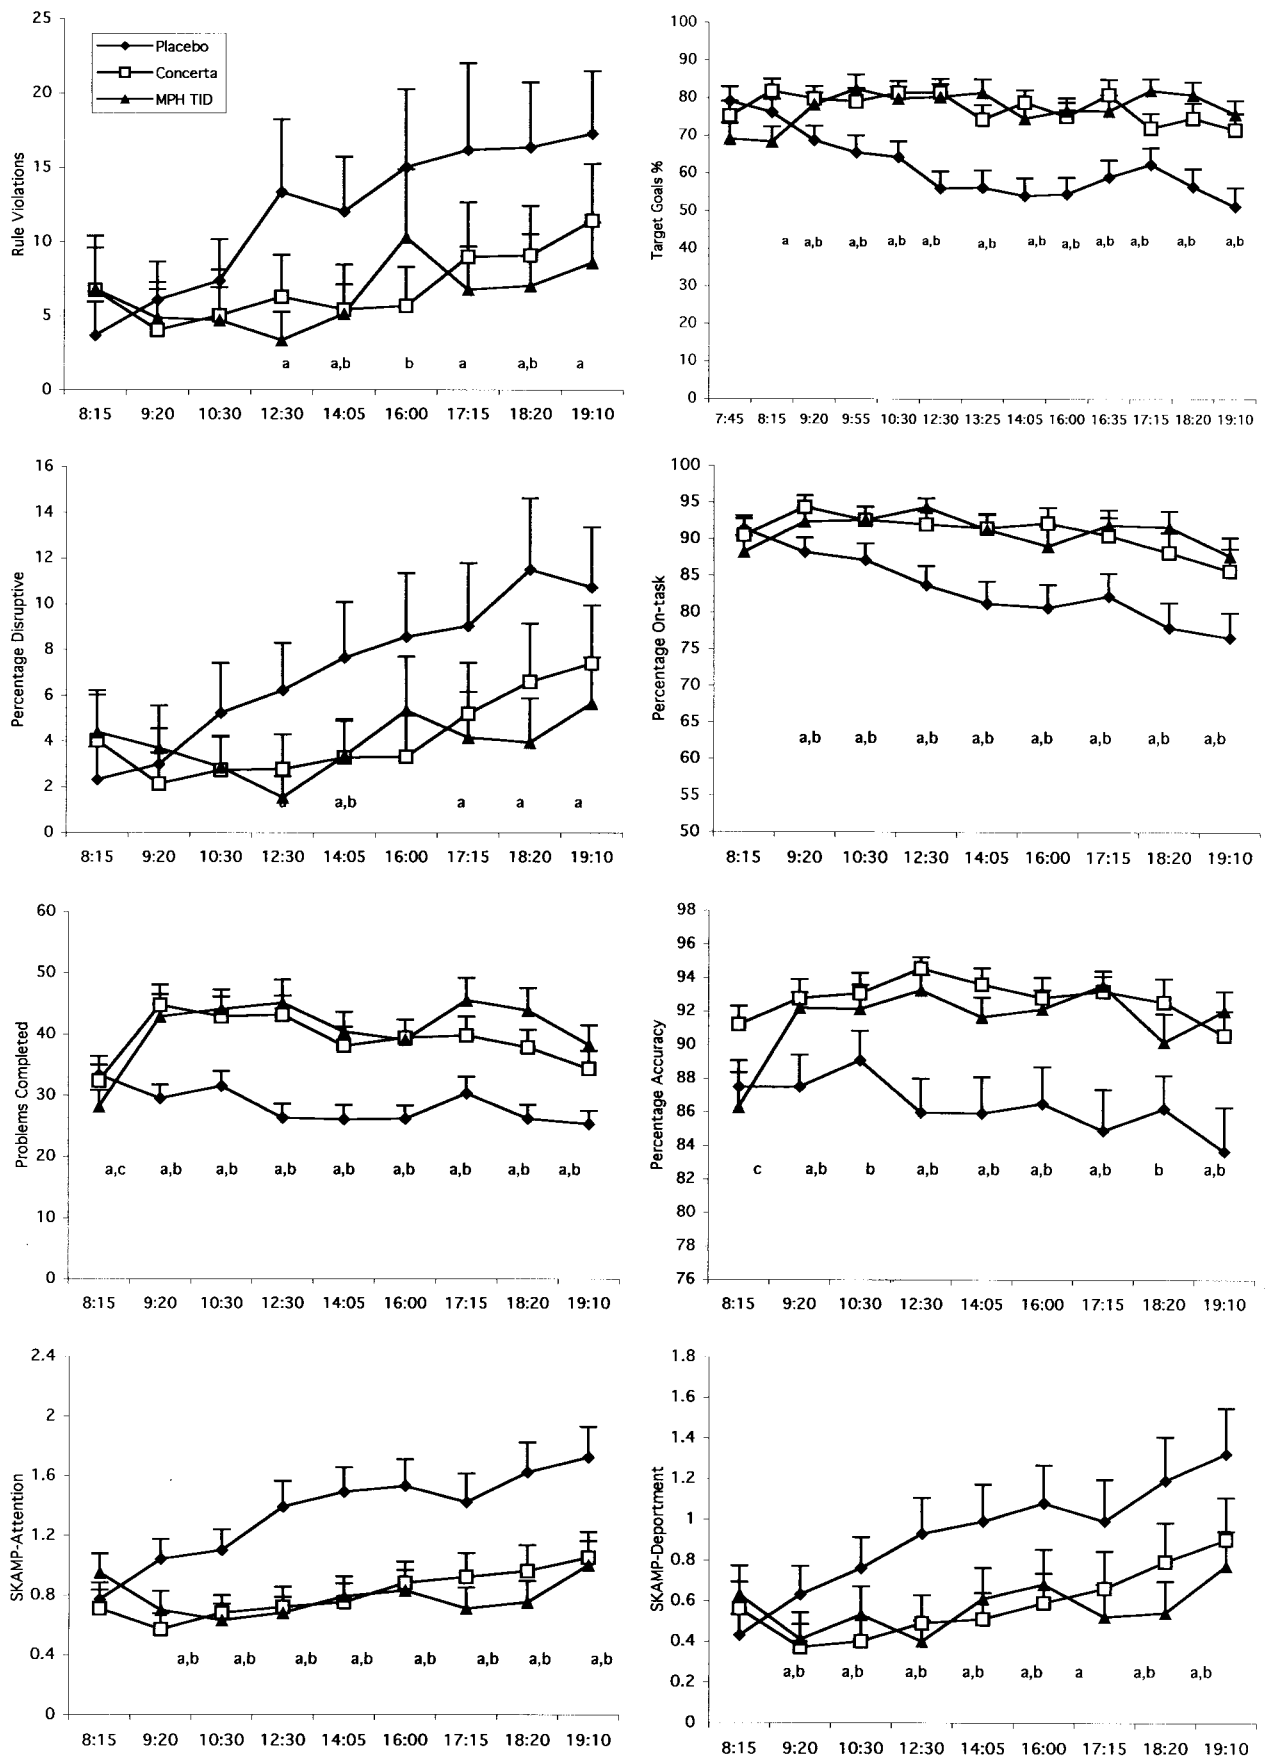 25
20
15
10
5
0
Rule Violations
Placebo
Concerta
MPH TID
a a,b b a a,b a
8:15 9:20 10:30 12:30 14:05 16:00 17:15 18:20 19:10
100
90
80
70
60
50
40
30
20
10
0
Target Goals %
a a,b a,b a,b a,b a,b a,b a,b a,b a,b a,b a,b
7:45 8:15 9:20 9:55 10:30 12:30 13:25 14:05 16:00 16:35 17:15 18:20 19:10
16
14
12
10
8
6
4
2
0
Percentage Disruptive
a a,b a a a
8:15 9:20 10:30 12:30 14:05 16:00 17:15 18:20 19:10
100
95
90
85
80
75
70
65
60
55
50
Percentage On-task
a,b a,b a,b a,b a,b a,b a,b a,b
8:15 9:20 10:30 12:30 14:05 16:00 17:15 18:20 19:10
60
50
40
30
20
10
0
Problems Completed
a,c a,b a,b a,b a,b a,b a,b a,b a,b
8:15 9:20 10:30 12:30 14:05 16:00 17:15 18:20 19:10
98
96
94
92
90
88
86
84
82
80
78
76
Percentage Accuracy
c a,b b a,b a,b a,b a,b b a,b
8:15 9:20 10:30 12:30 14:05 16:00 17:15 18:20 19:10
2.4
2
1.6
1.2
0.8
0.4
0
SKAMP-Attention
a,b a,b a,b a,b a,b a,b a,b a,b
8:15 9:20 10:30 12:30 14:05 16:00 17:15 18:20 19:10
1.8
1.6
1.4
1.2
1
0.8
0.6
0.4
0.2
0
SKAMP-Deportment
a,b a,b a,b a,b a,b a a,b a,b
8:15 9:20 10:30 12:30 14:05 16:00 17:15 18:20 19:10